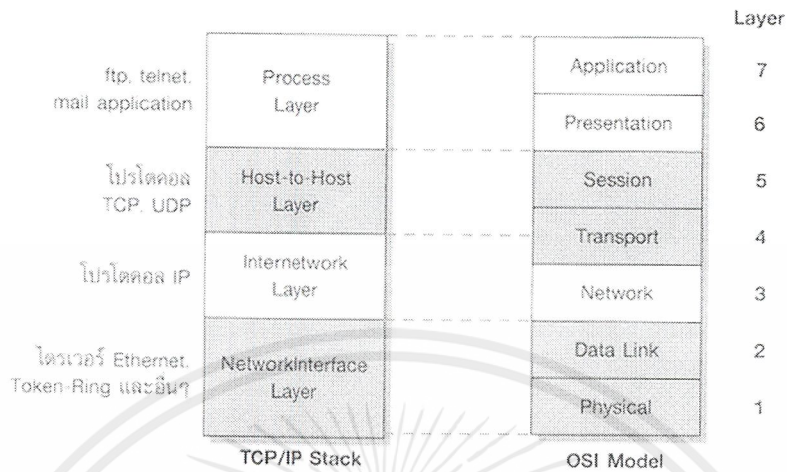 Layer
ftp, telnet,
mail application
Process
Layer
Application
7
Presentation
6
โปรโตคอล
TCP, UDP
Host-to-Host
Layer
Session
5
Transport
4
โปรโตคอล IP
Internetwork
Layer
Network
3
ไดรเวอร์ Ethernet,
Token-Ring และอื่นๆ
NetworkInterface
Layer
Data Link
2
Physical
1
TCP/IP Stack
OSI Model